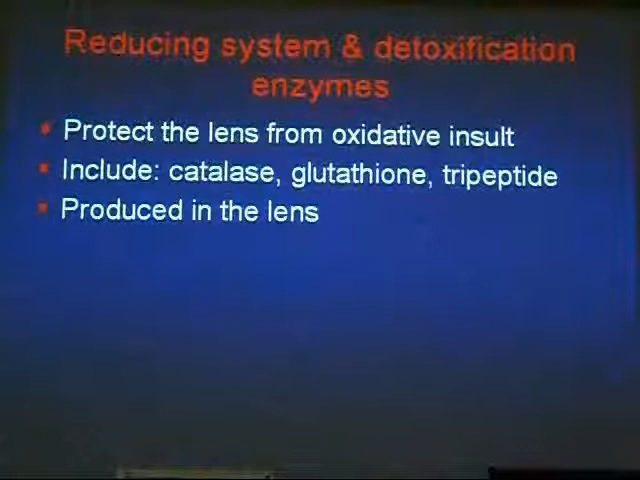 Reducing system & detoxification
enzymes
Protect the lens from oxidative insult
Include: catalase, glutathione, tripeptide
Produced in the lens